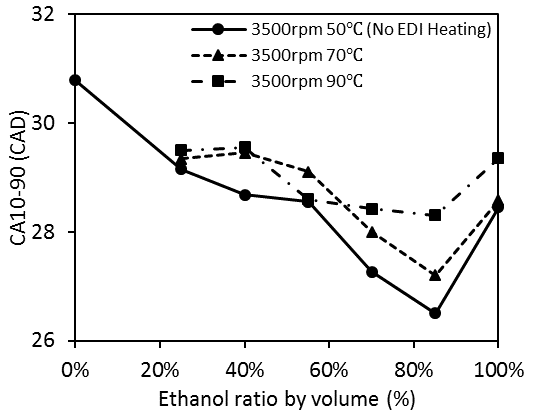 32
3500rpm 50℃ (No EDI Heating)
3500rpm 70℃
3500rpm 90℃
30
CA10-90 (CAD)
28
26
0% 20% 40% 60% 80% 100%
Ethanol ratio by volume (%)